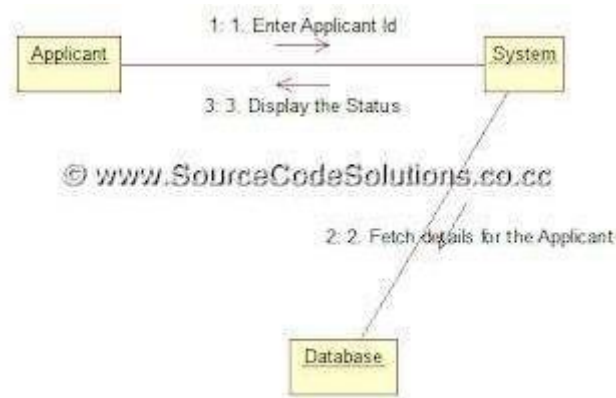 1: 1. Enter Applicant Id
Applicant
System
3: 3. Display the Status
© www.SourceCodeSolutions.co.cc
2: 2. Fetch details for the Applicant
Database